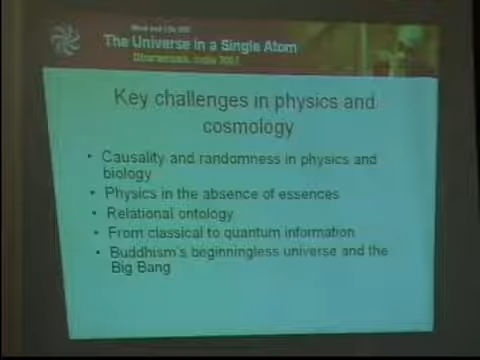 The Universe in a Single Atom
Key challenges in physics and
cosmology
• Causality and randomness in physics and
biology
• Physics in the absence of essences
• Relational ontology
• From classical to quantum information
• Buddhism's beginningless universe and the
Big Bang